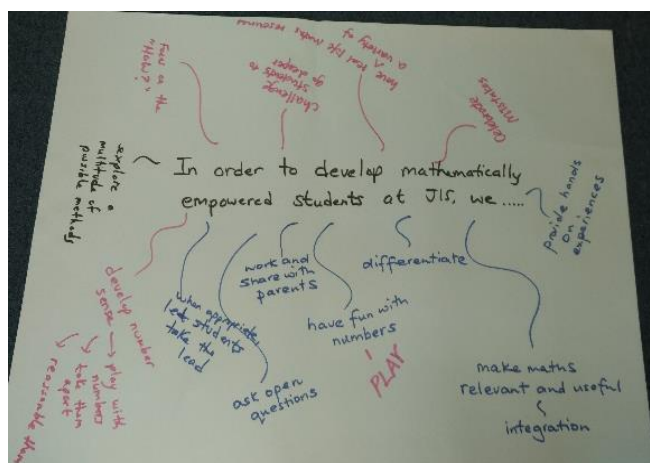 Focus on the
"How?"
challenge
students to
go deeper
have real life maths resources
a variety of
celebrate
mistakes
explore a
multitude of
possible methods
In order to develop mathematically
empowered students at JIS, we .....
provide hands
on
experiences
develop number
sense → play with
numbers
take them
apart
when appropriate
let students
take the
lead
work and
share with
parents
ask open
questions
have fun with
numbers
PLAY
differentiate
make maths
relevant and useful
integration